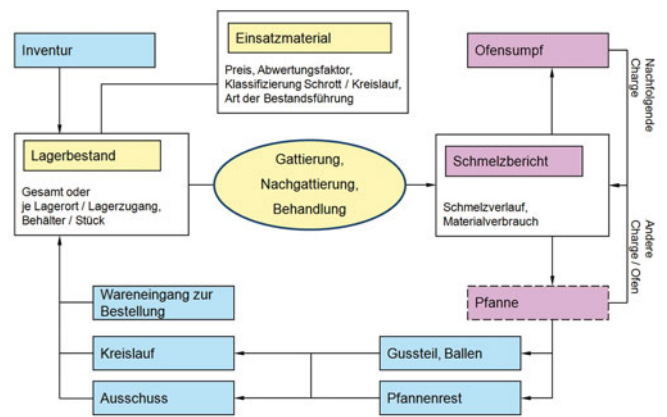 Inventur
Einsatzmaterial
Preis, Abwertungsfaktor,
Klassifizierung Schrott / Kreislauf,
Art der Bestandsführung
Ofensumpf
Nachfolgende
Charge
Lagerbestand
Gesamt oder
je Lagerort / Lagerzugang,
Behälter / Stück
Gattierung,
Nachgattierung,
Behandlung
Schmelzbericht
Schmelzverlauf,
Materialverbrauch
Andere
Charge / Ofen
Wareneingang zur
Bestellung
Pfanne
Kreislauf
Gussteil, Ballen
Ausschuss
Pfannenrest